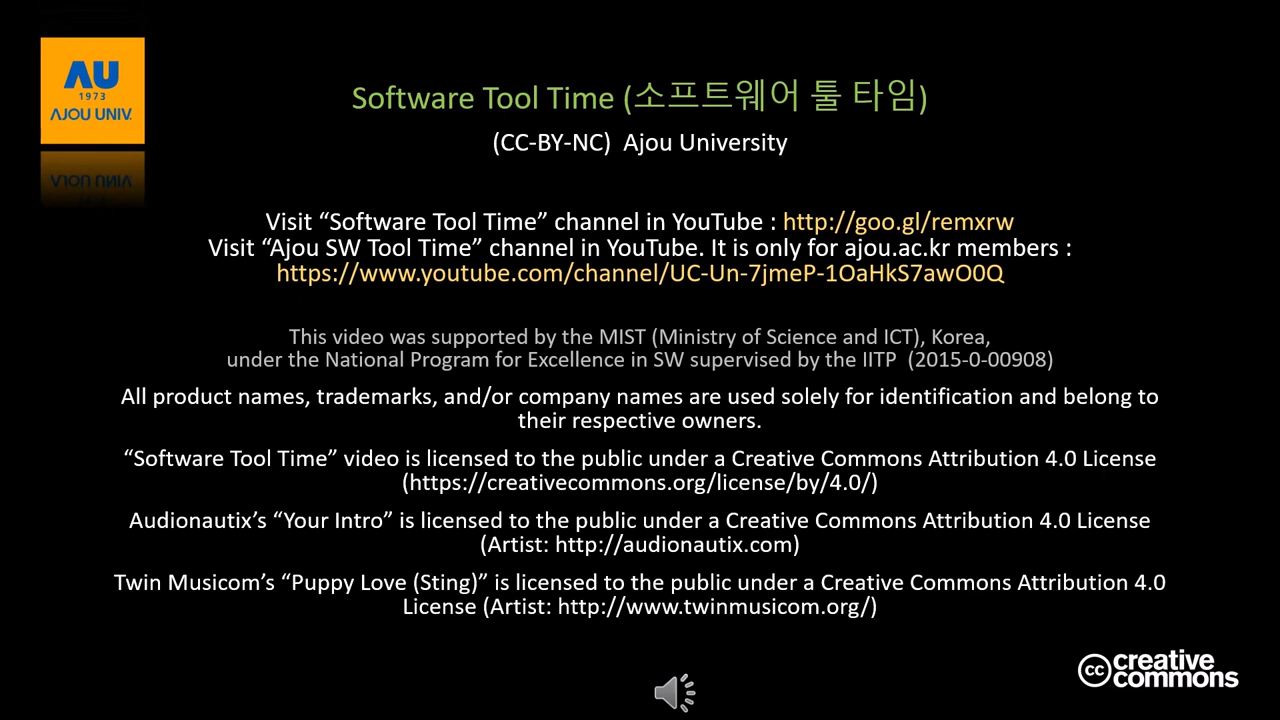 AU
1973
AJOU UNIV.
Software Tool Time (소프트웨어 툴 타임)
(CC-BY-NC) Ajou University
Visit “Software Tool Time” channel in YouTube : http://goo.gl/remxrw
Visit “Ajou SW Tool Time” channel in YouTube. It is only for ajou.ac.kr members :
https://www.youtube.com/channel/UC-Un-7jmeP-1OaHkS7awO0Q
This video was supported by the MIST (Ministry of Science and ICT), Korea,
under the National Program for Excellence in SW supervised by the IITP (2015-0-00908)
All product names, trademarks, and/or company names are used solely for identification and belong to
their respective owners.
“Software Tool Time” video is licensed to the public under a Creative Commons Attribution 4.0 License
(https://creativecommons.org/license/by/4.0/)
Audionautix’s “Your Intro” is licensed to the public under a Creative Commons Attribution 4.0 License
(Artist: http://audionautix.com)
Twin Musicom’s “Puppy Love (Sting)” is licensed to the public under a Creative Commons Attribution 4.0
License (Artist: http://www.twinmusicom.org/)
cc creative
commons